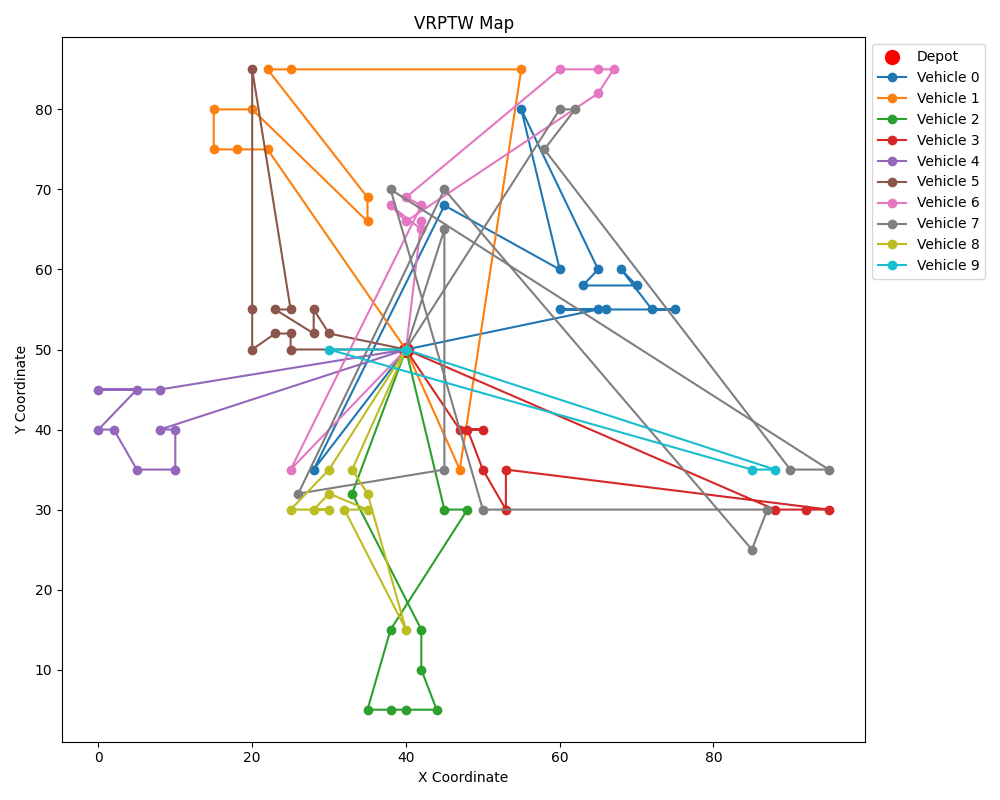 VRPTW Map
Depot
Vehicle 0
Vehicle 1
Vehicle 2
Vehicle 3
Vehicle 4
Vehicle 5
Vehicle 6
Vehicle 7
Vehicle 8
Vehicle 9
Y Coordinate
80
70
60
50
40
30
20
10
0 20 40 60 80
X Coordinate